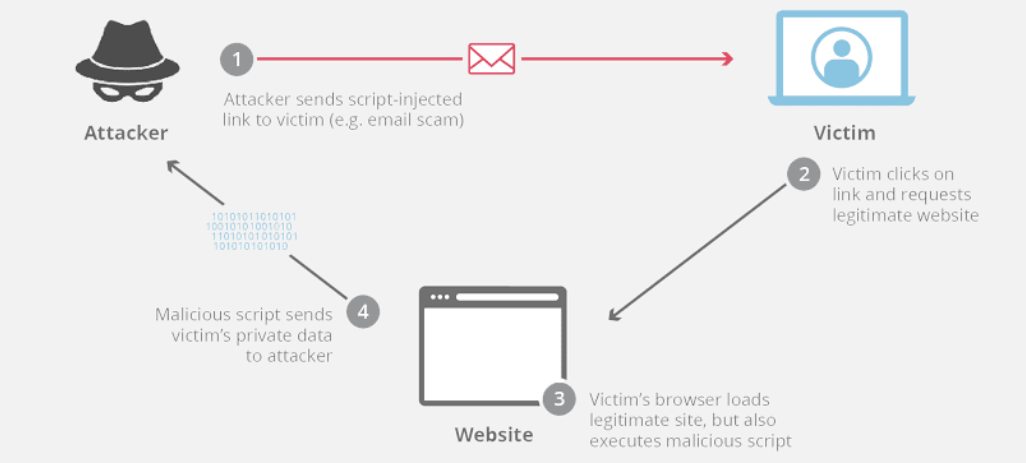 1
Attacker sends script-injected
link to victim (e.g. email scam)
Attacker
Victim
2
Victim clicks on
link and requests
legitimate website
10101011010101
10010101001010
11010101010101
101010101010
4
Malicious script sends
victim's private data
to attacker
3
Victim's browser loads
legitimate site, but also
executes malicious script
Website